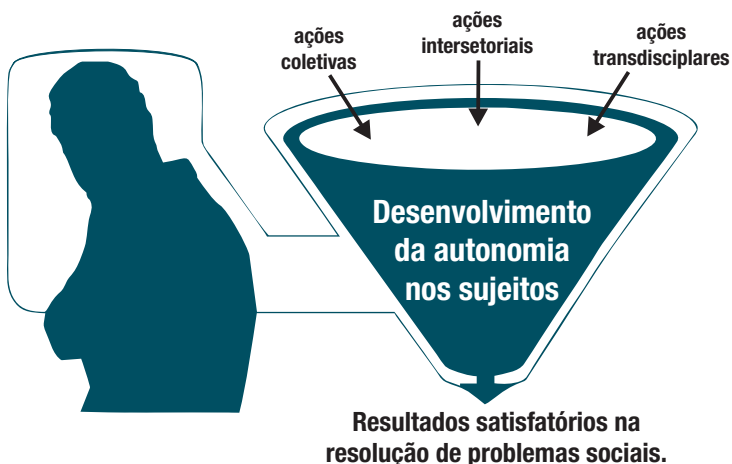 ações
coletivas
ações
intersetoriais
ações
transdisciplares
Desenvolvimento
da autonomia
nos sujeitos
Resultados satisfatórios na
resolução de problemas sociais.